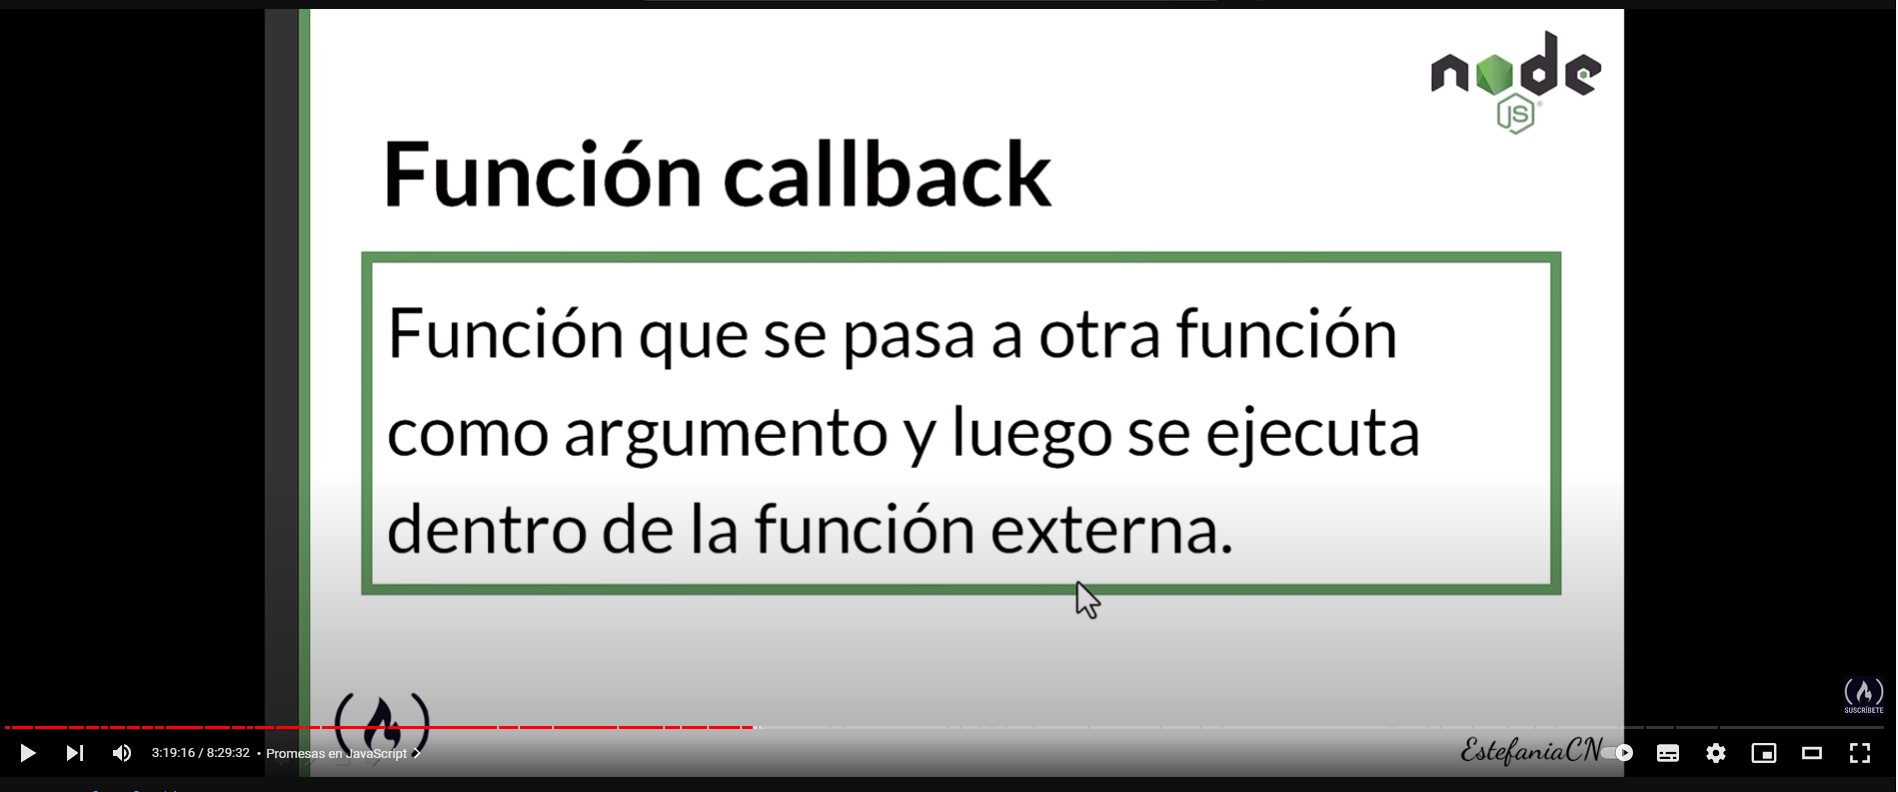 node
JS
Función callback
Función que se pasa a otra función
como argumento y luego se ejecuta
dentro de la función externa.
SUSCRÍBETE
3:19:16 / 8:29:32 • Promesas en JavaScript
EstefaniaCN